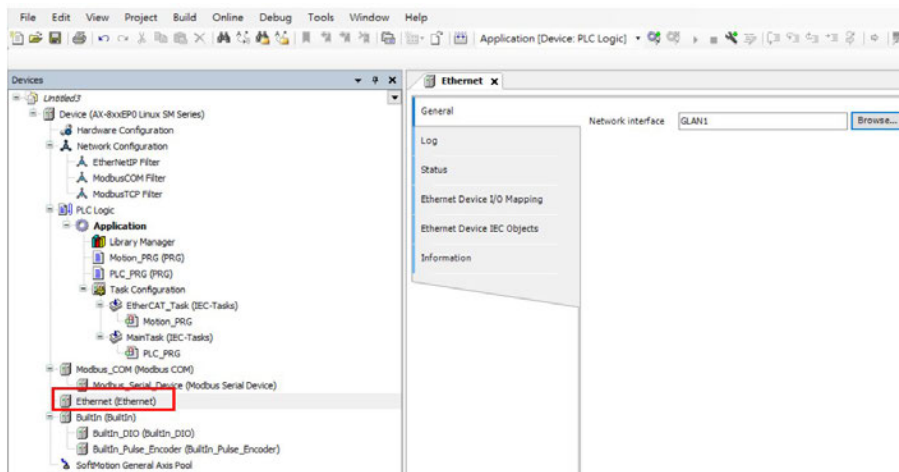 File Edit View Project Build Online Debug Tools Window Help
Application [Device: PLC Logic]
Devices
Ethernet x
Untitled3
Device (AX-8xxEP0 Linux SM Series)
Hardware Configuration
Network Configuration
EtherNetIP Filter
ModbusCOM Filter
ModbusTCP Filter
PLC Logic
Application
Library Manager
Motion_PRG (PRG)
PLC_PRG (PRG)
Task Configuration
EtherCAT_Task (IEC-Tasks)
Motion_PRG
MainTask (IEC-Tasks)
PLC_PRG
Modbus_COM (Modbus COM)
Modbus_Serial_Device (Modbus Serial Device)
Ethernet (Ethernet)
BuiltIn (BuiltIn)
BuiltIn_DIO (BuiltIn_DIO)
BuiltIn_Pulse_Encoder (BuiltIn_Pulse_Encoder)
SoftMotion General Axis Pool
General
Log
Status
Ethernet Device I/O Mapping
Ethernet Device IEC Objects
Information
Network interface GLAN1 Browse...